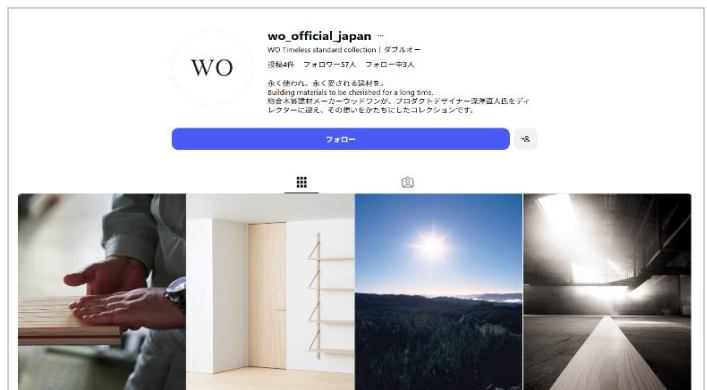 wo_official_japan ...
WO
WO Timeless standard collection | ダブルオー
投稿4件 フォロワー57人 フォロー中3人
永く使われ、永く愛される建材を。
Building materials to be cherished for a long time.
総合木質建材メーカーウッドワンが、プロダクトデザイナー深澤直人氏をディ
レクターに迎え、その想いをかたちにしたコレクションです。
フォロー